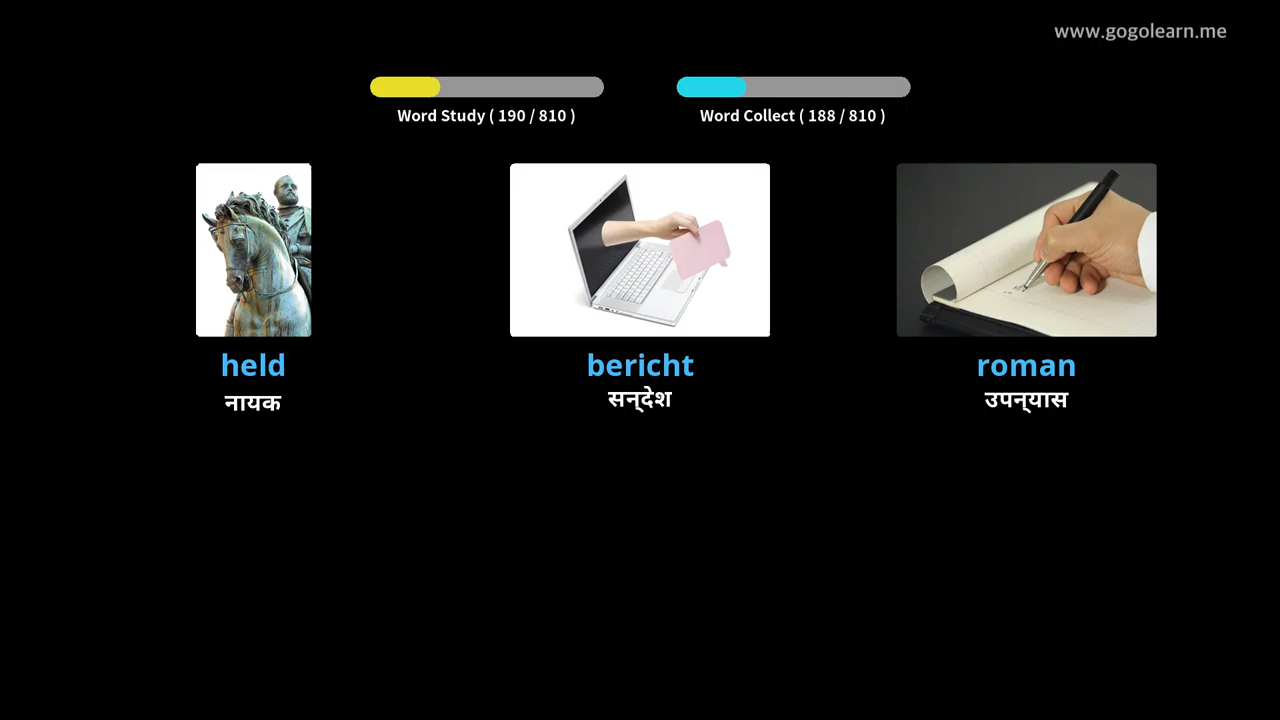 www.gogolearn.me
Word Study ( 190 / 810 )
Word Collect ( 188 / 810 )
held
bericht
roman
नायक
सन्‌देश
उपन्‌यास